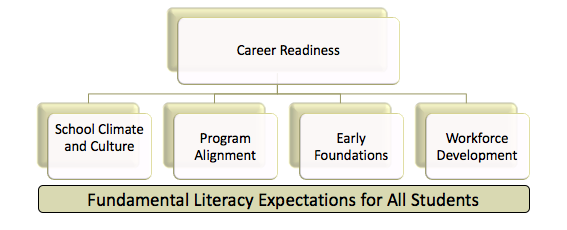 Career Readiness
School Climate
and Culture
Program
Alignment
Early
Foundations
Workforce
Development
Fundamental Literacy Expectations for All Students